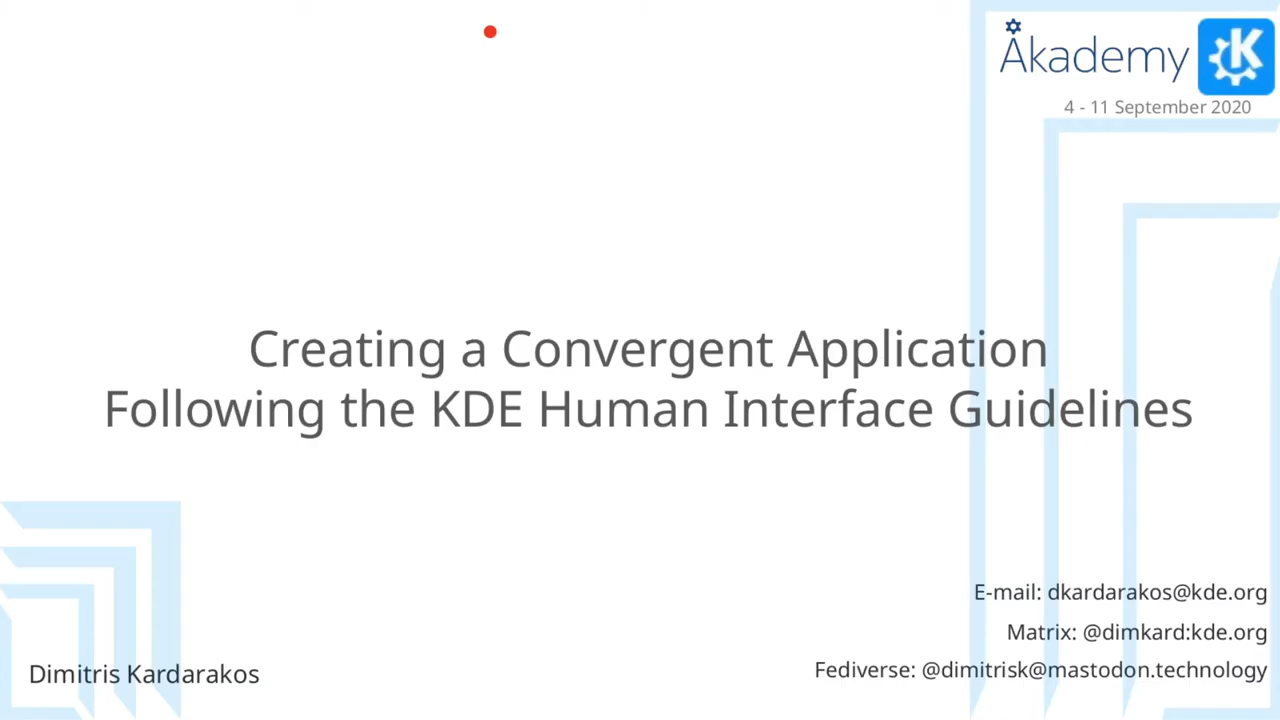 Akademy
4 - 11 September 2020
Creating a Convergent Application
Following the KDE Human Interface Guidelines
E-mail: dkardarakos@kde.org
Matrix: @dimkard:kde.org
Fediverse: @dimitrisk@mastodon.technology
Dimitris Kardarakos